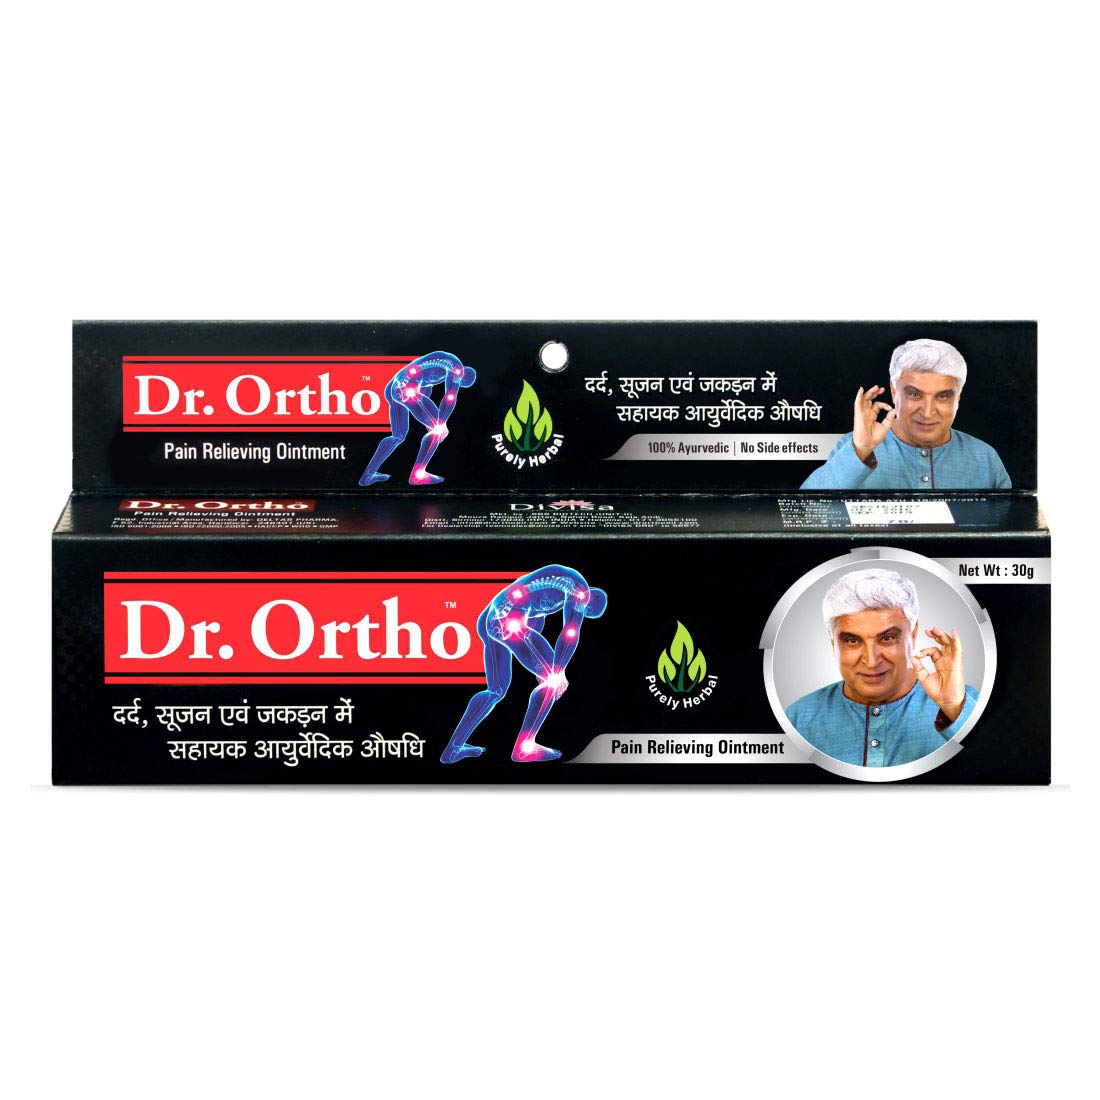 Dr. Ortho™
Pain Relieving Ointment
Purely Herbal
दर्द, सूजन एवं जकड़न में
सहायक आयुर्वेदिक औषधि
100% Ayurvedic | No Side effects
Dr. Ortho
Pain Relieving Ointment
Divisa
Net Wt : 30g
Dr. Ortho™
दर्द, सूजन एवं जकड़न में
सहायक आयुर्वेदिक औषधि
Purely Herbal
Pain Relieving Ointment